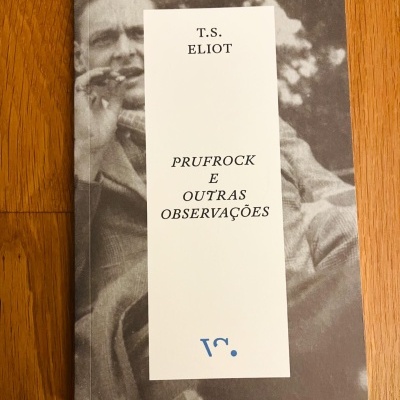 T.S.
ELIOT
PRUFROCK
E
OUTRAS
OBSERVAÇÕES